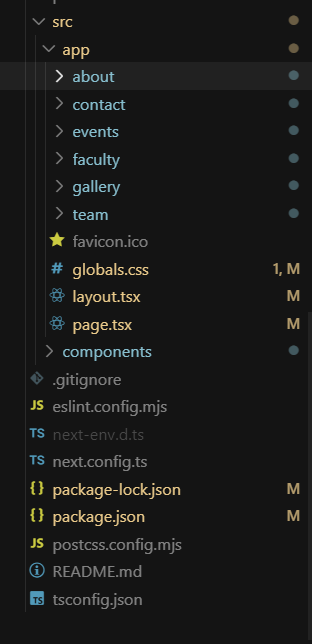 src
app
about
contact
events
faculty
gallery
team
favicon.ico
# globals.css 1, M
layout.tsx M
page.tsx M
components
.gitignore
JS eslint.config.mjs
TS next-env.d.ts
TS next.config.ts
{} package-lock.json M
{} package.json M
JS postcss.config.mjs
README.md
TS tsconfig.json